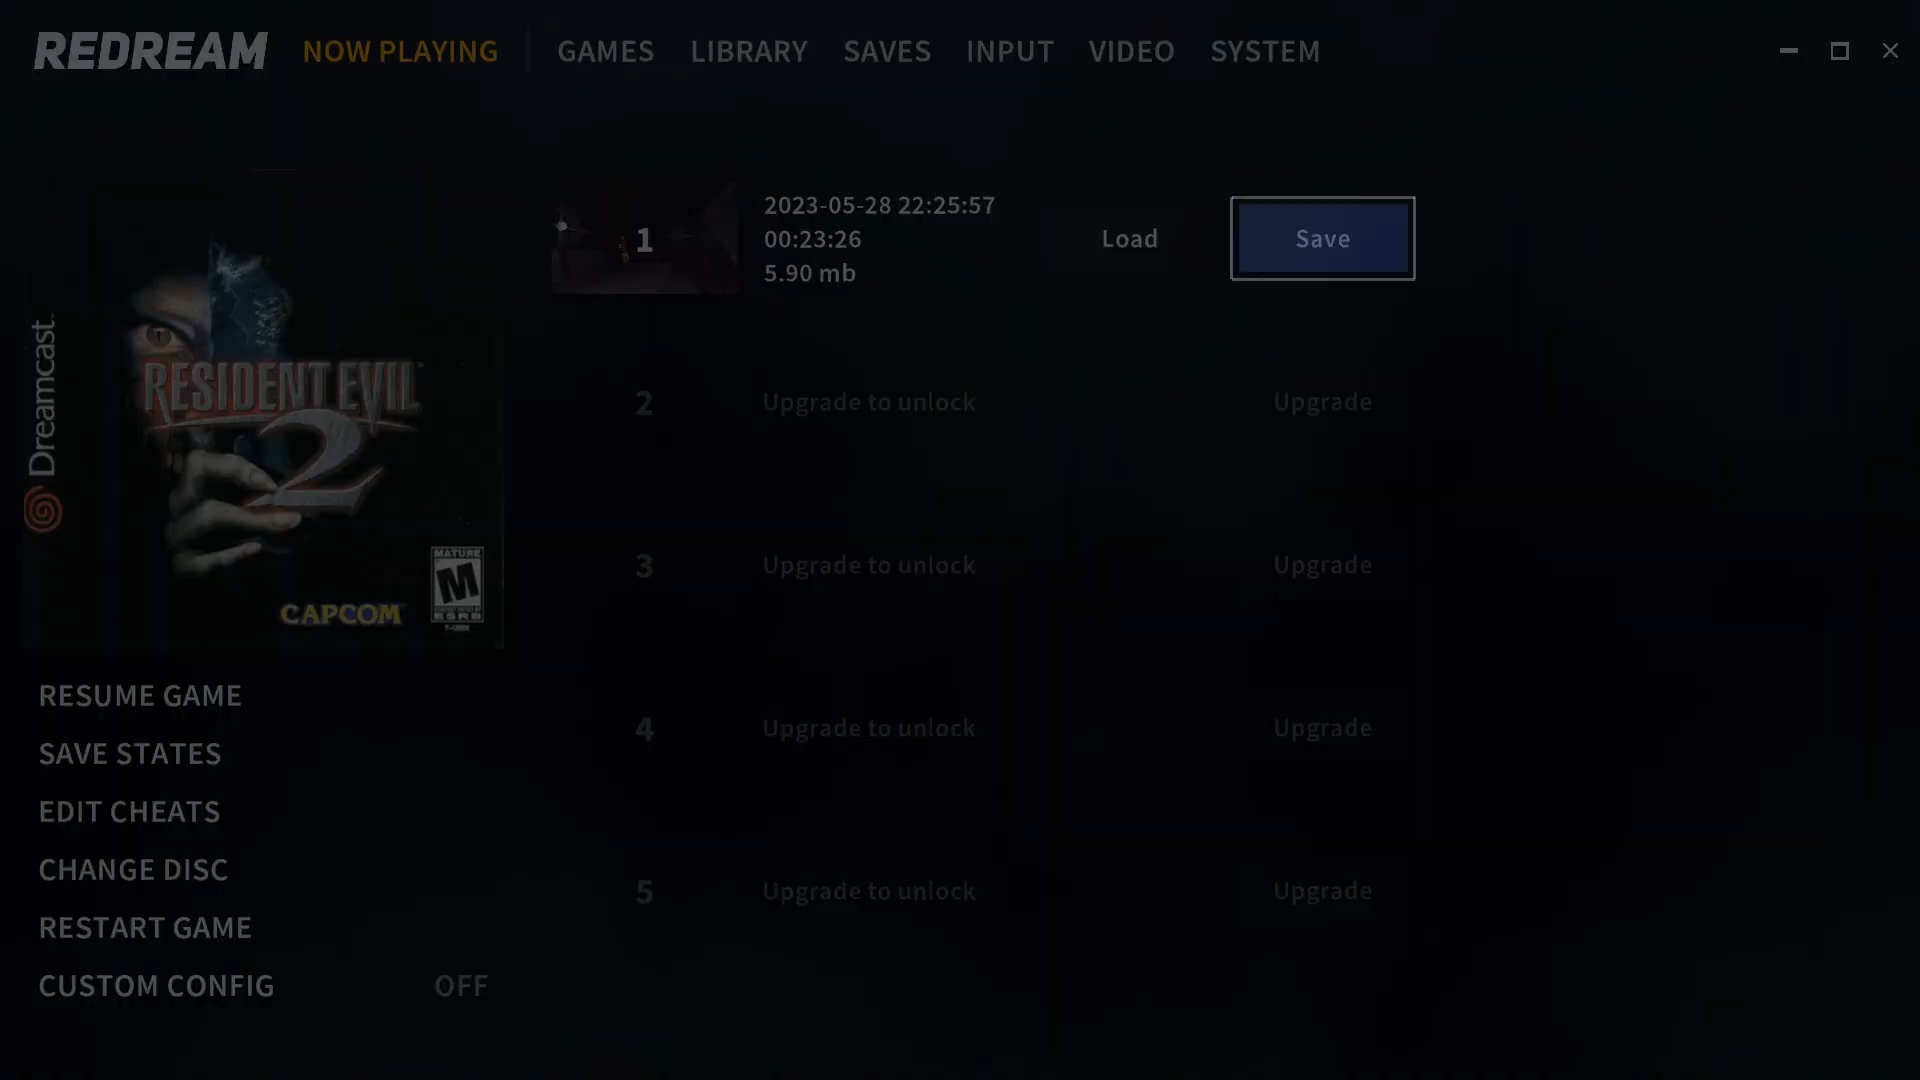 REDREAM NOW PLAYING GAMES LIBRARY SAVES INPUT VIDEO SYSTEM
Dreamcast
RESIDENT EVIL
2
MATURE
M
ESRB
CAPCOM
RESUME GAME
SAVE STATES
EDIT CHEATS
CHANGE DISC
RESTART GAME
CUSTOM CONFIG OFF
1
2023-05-28 22:25:57
00:23:26
5.90 mb
Load
Save
2 Upgrade to unlock Upgrade
3 Upgrade to unlock Upgrade
4 Upgrade to unlock Upgrade
5 Upgrade to unlock Upgrade